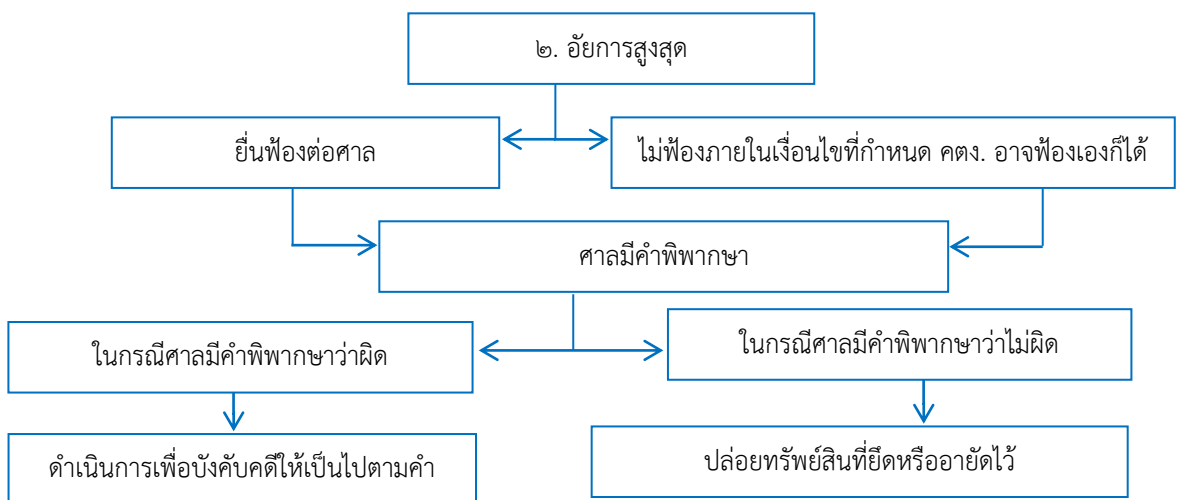 ๒. อัยการสูงสุด
ยื่นฟ้องต่อศาล
ไม่ฟ้องภายในเงื่อนไขที่กำหนด คตง. อาจฟ้องเองก็ได้
ศาลมีคำพิพากษา
ในกรณีศาลมีคำพิพากษาว่าผิด
ในกรณีศาลมีคำพิพากษาว่าไม่ผิด
ดำเนินการเพื่อบังคับคดีให้เป็นไปตามคำ
ปล่อยทรัพย์สินที่ยึดหรืออายัดไว้